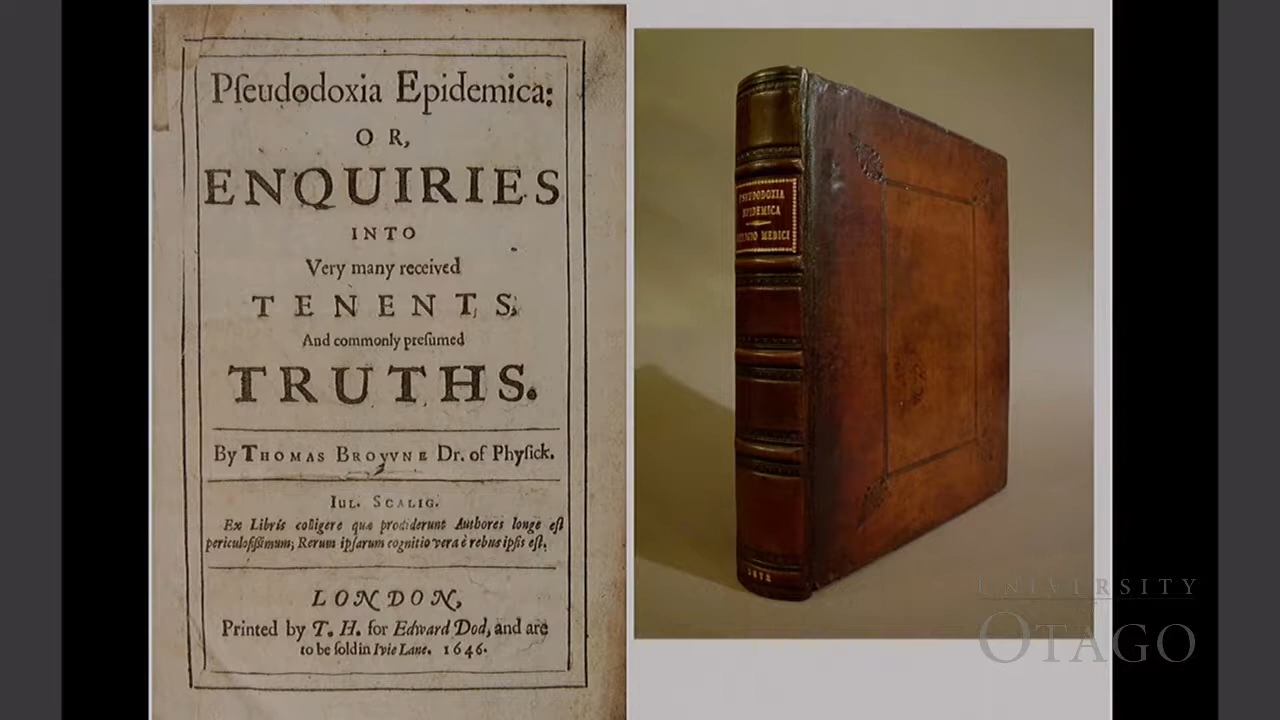 Pſeudodoxia Epidemica:
OR,
ENQUIRIES
INTO
Very many received
TENENTS,
And commonly preſumed
TRUTHS.
By THOMAS BROVVNE Dr. of Phyſick.
IUL. SCALIG.
Ex Libris colligere quæ prodiderunt Authores longe eſt
periculoſiſſimum; Rerum ipſarum cognitio vera è rebus ipſis eſt.
LONDON,
Printed by T. H. for Edward Dod, and are
to be ſold in Ivie Lane. 1646.
PSEUDODOXIA
EPIDEMICA
RELIGIO MEDICI
1672
UNIVERSITY
OTAGO